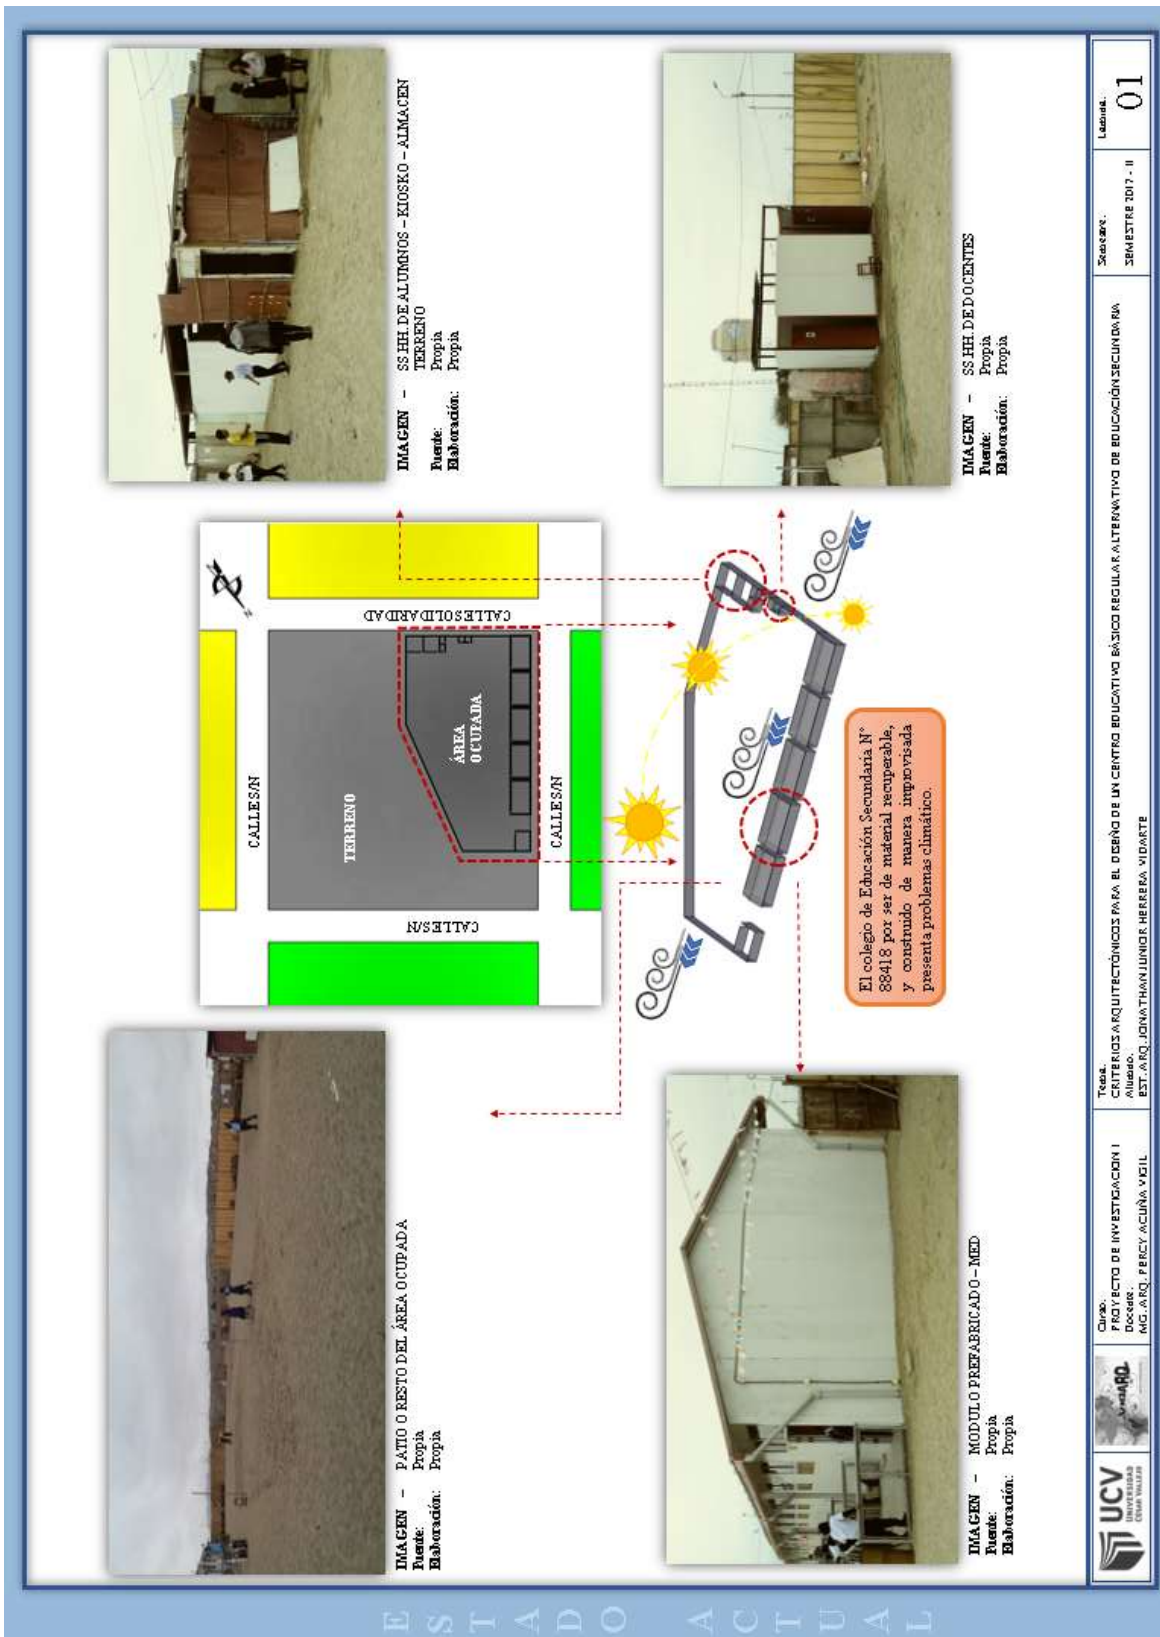 ESTADO ACTUAL
IMAGEN – PATIO O RESTO DEL ÁREA OCUPADA
Fuente: Propia
Elaboración: Propia
CALLE S/N
CALLE S/N
CALLE SOLIDARIDAD
CALLE S/N
TERRENO
ÁREA
OCUPADA
N
IMAGEN – SS.HH. DE ALUMNOS – KIOSKO – ALMACEN
TERRENO
Fuente: Propia
Elaboración: Propia
IMAGEN – MODULO PREFABRICADO – MED
Fuente: Propia
Elaboración: Propia
El colegio de Educación Secundaria N°
88418 por ser de material recuperable,
y construido de manera improvisada
presenta problemas climático.
IMAGEN – SS.HH. DE DOCENTES
Fuente: Propia
Elaboración: Propia
UCV
UNIVERSIDAD
CÉSAR VALLEJO
Curso:
PROYECTO DE INVESTIGACION I
Docente:
MG. ARQ. PERCY ACUÑA VIGIL
Tema:
CRITERIOS ARQUITECTÓNICOS PARA EL DISEÑO DE UN CENTRO EDUCATIVO BÁSICO REGULAR ALTERNATIVO DE EDUCACIÓN SECUNDARIA
Alumno:
EST. ARQ. JONATHAN JUNIOR HERRERA VIDARTE
Semestre:
SEMESTRE 2017 - II
Lámina:
01